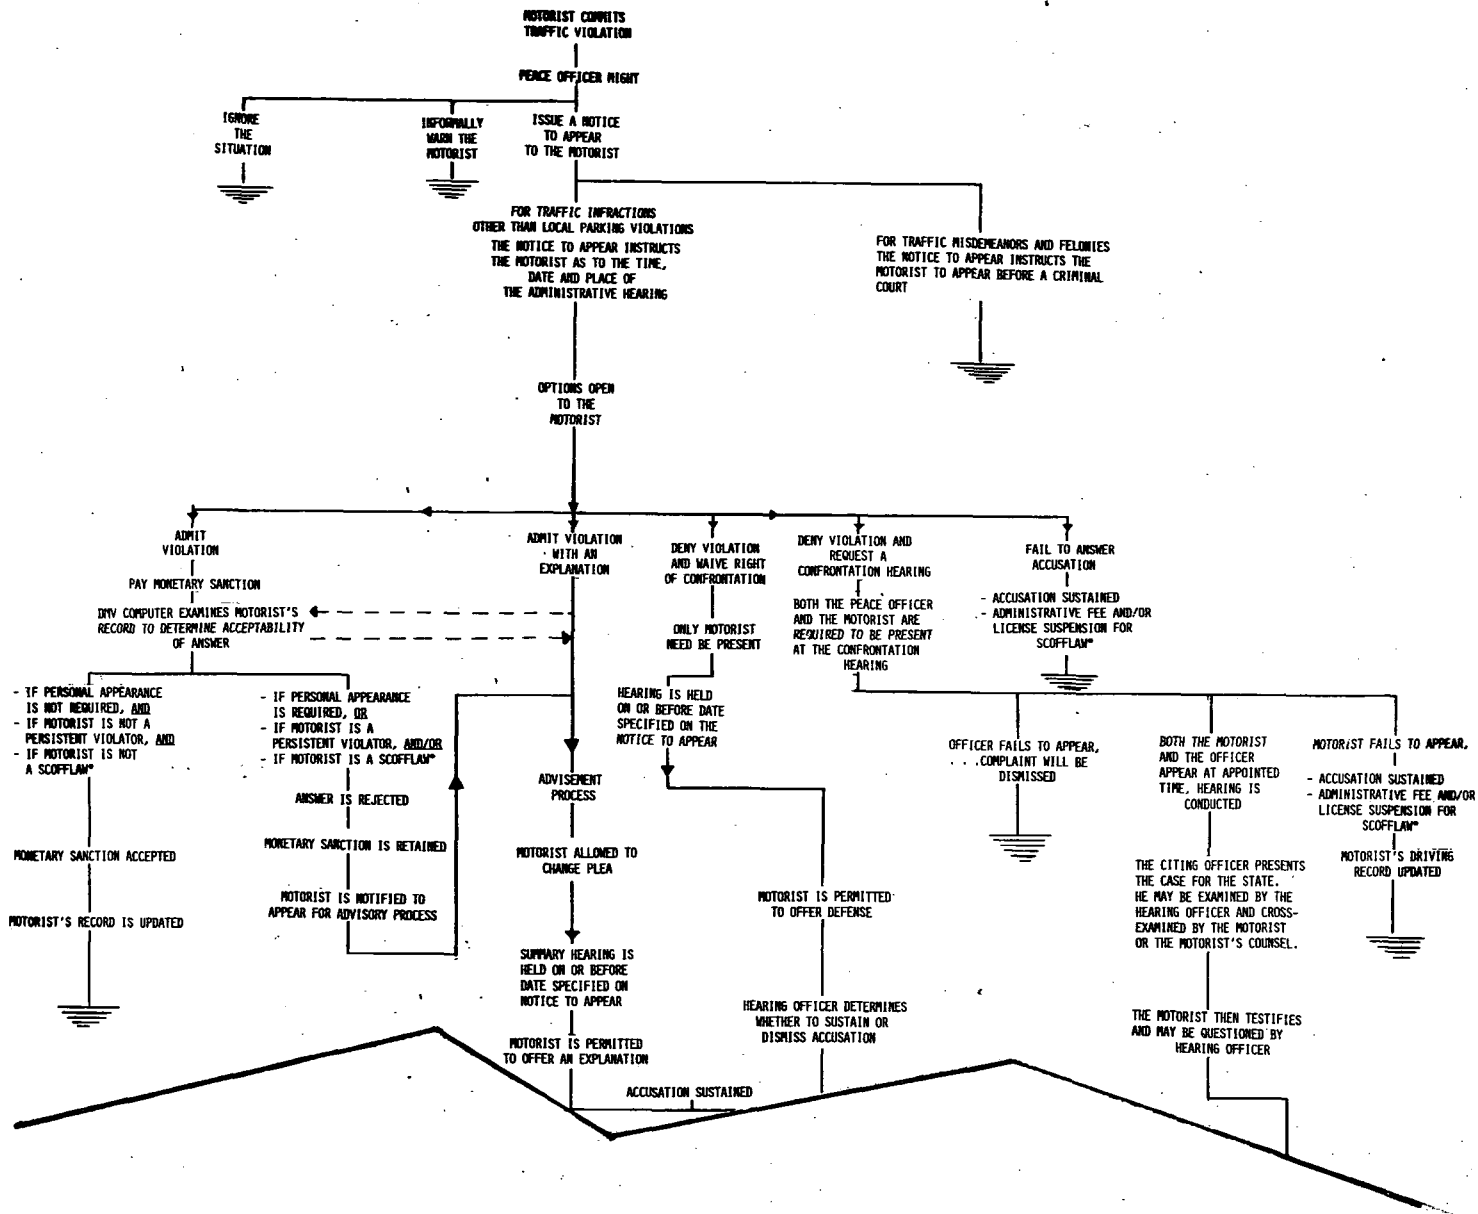 MOTORIST COMMITS
TRAFFIC VIOLATION
PEACE OFFICER MIGHT
IGNORE
THE
SITUATION
INFORMALLY
WARN THE
MOTORIST
ISSUE A NOTICE
TO APPEAR
TO THE MOTORIST
FOR TRAFFIC INFRACTIONS
OTHER THAN LOCAL PARKING VIOLATIONS
THE NOTICE TO APPEAR INSTRUCTS
THE MOTORIST AS TO THE TIME,
DATE AND PLACE OF
THE ADMINISTRATIVE HEARING
FOR TRAFFIC MISDEMEANORS AND FELONIES
THE NOTICE TO APPEAR INSTRUCTS THE
MOTORIST TO APPEAR BEFORE A CRIMINAL
COURT
OPTIONS OPEN
TO THE
MOTORIST
ADMIT
VIOLATION
PAY MONETARY SANCTION
DMV COMPUTER EXAMINES MOTORIST'S
RECORD TO DETERMINE ACCEPTABILITY
OF ANSWER
- IF PERSONAL APPEARANCE
IS NOT REQUIRED, AND
- IF MOTORIST IS NOT A
PERSISTENT VIOLATOR, AND
- IF MOTORIST IS NOT
A SCOFFLAW*
MONETARY SANCTION ACCEPTED
MOTORIST'S RECORD IS UPDATED
- IF PERSONAL APPEARANCE
IS REQUIRED, OR
- IF MOTORIST IS A
PERSISTENT VIOLATOR, AND/OR
- IF MOTORIST IS A SCOFFLAW*
ANSWER IS REJECTED
MONETARY SANCTION IS RETAINED
MOTORIST IS NOTIFIED TO
APPEAR FOR ADVISORY PROCESS
ADMIT VIOLATION
WITH AN
EXPLANATION
ADVISEMENT
PROCESS
MOTORIST ALLOWED TO
CHANGE PLEA
SUMMARY HEARING IS
HELD ON OR BEFORE
DATE SPECIFIED ON
NOTICE TO APPEAR
MOTORIST IS PERMITTED
TO OFFER AN EXPLANATION
ACCUSATION SUSTAINED
DENY VIOLATION
AND WAIVE RIGHT
OF CONFRONTATION
ONLY MOTORIST
NEED BE PRESENT
HEARING IS HELD
ON OR BEFORE DATE
SPECIFIED ON THE
NOTICE TO APPEAR
MOTORIST IS PERMITTED
TO OFFER DEFENSE
HEARING OFFICER DETERMINES
WHETHER TO SUSTAIN OR
DISMISS ACCUSATION
DENY VIOLATION AND
REQUEST A
CONFRONTATION HEARING
BOTH THE PEACE OFFICER
AND THE MOTORIST ARE
REQUIRED TO BE PRESENT
AT THE CONFRONTATION
HEARING
OFFICER FAILS TO APPEAR,
. . .COMPLAINT WILL BE
DISMISSED
BOTH THE MOTORIST
AND THE OFFICER
APPEAR AT APPOINTED
TIME, HEARING IS
CONDUCTED
THE CITING OFFICER PRESENTS
THE CASE FOR THE STATE.
HE MAY BE EXAMINED BY THE
HEARING OFFICER AND CROSS-
EXAMINED BY THE MOTORIST
OR THE MOTORIST'S COUNSEL.
THE MOTORIST THEN TESTIFIES
AND MAY BE QUESTIONED BY
HEARING OFFICER
MOTORIST FAILS TO APPEAR,
- ACCUSATION SUSTAINED
- ADMINISTRATIVE FEE AND/OR
LICENSE SUSPENSION FOR
SCOFFLAW*
MOTORIST'S DRIVING
RECORD UPDATED
FAIL TO ANSWER
ACCUSATION
- ACCUSATION SUSTAINED
- ADMINISTRATIVE FEE AND/OR
LICENSE SUSPENSION FOR
SCOFFLAW*